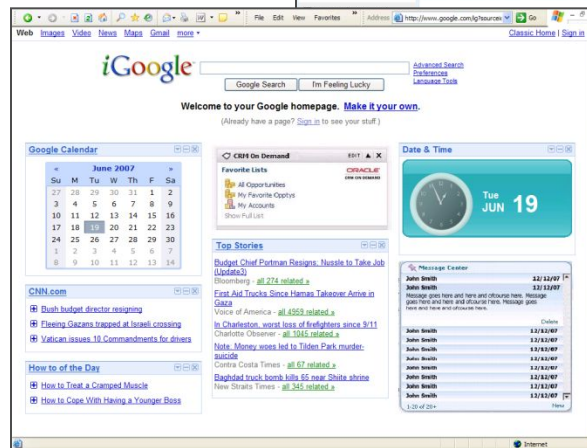 File Edit View Favorites » Address http://www.google.com/ig?source Go
Web Images Video News Maps Gmail more
Classic Home | Sign in
iGoogle
Advanced Search
Preferences
Language Tools
Google Search I'm Feeling Lucky
Welcome to your Google homepage. Make it your own.
(Already have a page? Sign in to see your stuff.)
Google Calendar
« June 2007 »
Su M Tu W Th F Sa
27 28 29 30 31 1 2
3 4 5 6 7 8 9
10 11 12 13 14 15 16
17 18 19 20 21 22 23
24 25 26 27 28 29 30
1 2 3 4 5 6 7
8 9 10 11 12 13 14
CNN.com
Bush budget director resigning
Fleeing Gazans trapped at Israeli crossing
Vatican issues 10 Commandments for drivers
How to of the Day
How to Treat a Cramped Muscle
How to Cope With Having a Younger Boss
CRM On Demand EDIT
Favorite Lists
ORACLE
CRM ON DEMAND
All Opportunities
My Favorite Opptys
My Accounts
Show Full List
Top Stories
Budget Chief Portman Resigns; Nussle to Take Job
(Update3)
Bloomberg - all 274 related »
First Aid Trucks Since Hamas Takeover Arrive in
Gaza
Voice of America - all 4959 related »
In Charleston, worst loss of firefighters since 9/11
Charlotte Observer - all 1045 related »
Note: Money woes led to Tilden Park murder-
suicide
Contra Costa Times - all 67 related »
Baghdad truck bomb kills 65 near Shiite shrine
New Straits Times - all 345 related »
Date & Time
Tue
JUN 19
Message Center
John Smith 12/12/07
John Smith 12/12/07
Message goes here and here and ofcourse here. Message
goes here and here and ofcourse here. Message goes
here and here and ofcourse here.
Delete
John Smith 12/12/07
John Smith 12/12/07
John Smith 12/12/07
John Smith 12/12/07
John Smith 12/12/07
John Smith 12/12/07
John Smith 12/12/07
John Smith 12/12/07
1-20 of 20+ New
Internet